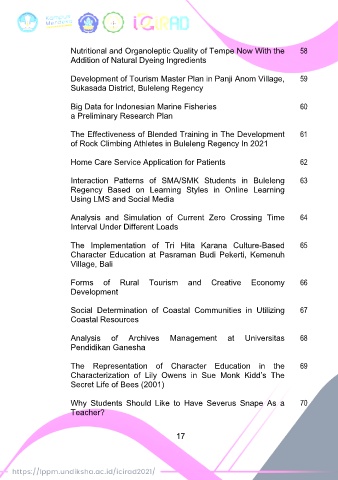 iCIRAD
Nutritional and Organoleptic Quality of Tempe Now With the 58
Addition of Natural Dyeing Ingredients
Development of Tourism Master Plan in Panji Anom Village, 59
Sukasada District, Buleleng Regency
Big Data for Indonesian Marine Fisheries 60
a Preliminary Research Plan
The Effectiveness of Blended Training in The Development 61
of Rock Climbing Athletes in Buleleng Regency In 2021
Home Care Service Application for Patients 62
Interaction Patterns of SMA/SMK Students in Buleleng 63
Regency Based on Learning Styles in Online Learning
Using LMS and Social Media
Analysis and Simulation of Current Zero Crossing Time 64
Interval Under Different Loads
The Implementation of Tri Hita Karana Culture-Based 65
Character Education at Pasraman Budi Pekerti, Kemenuh
Village, Bali
Forms of Rural Tourism and Creative Economy 66
Development
Social Determination of Coastal Communities in Utilizing 67
Coastal Resources
Analysis of Archives Management at Universitas 68
Pendidikan Ganesha
The Representation of Character Education in the 69
Characterization of Lily Owens in Sue Monk Kidd's The
Secret Life of Bees (2001)
Why Students Should Like to Have Severus Snape As a 70
Teacher?
17
https://lppm.undiksha.ac.id/icirad2021/